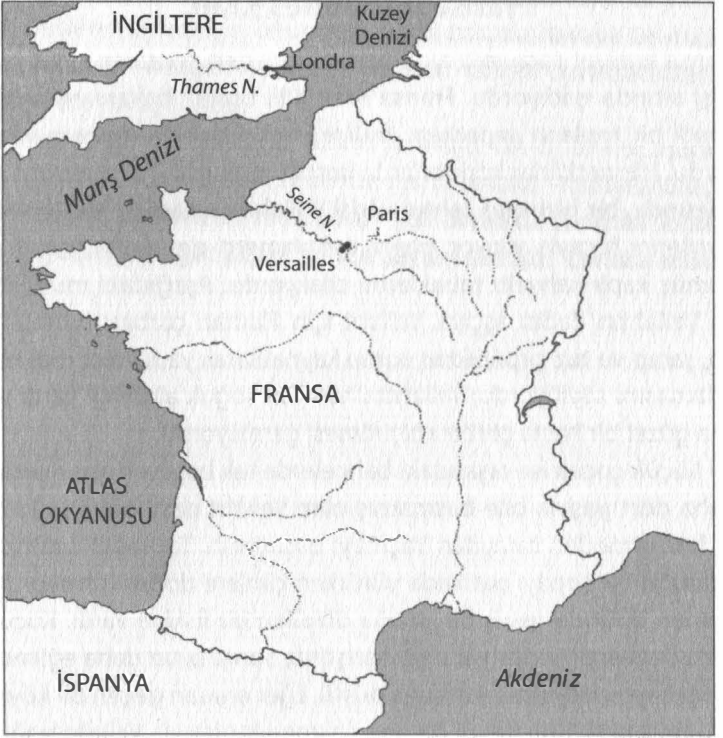 İNGİLTERE
Kuzey
Denizi
Londra
Thames N.
Manş Denizi
Seine N.
Paris
Versailles
FRANSA
ATLAS
OKYANUSU
İSPANYA
Akdeniz